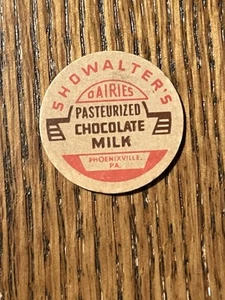 SHOWALTER'S
DAIRIES
PASTEURIZED
CHOCOLATE
MILK
PHOENIXVILLE,
PA.